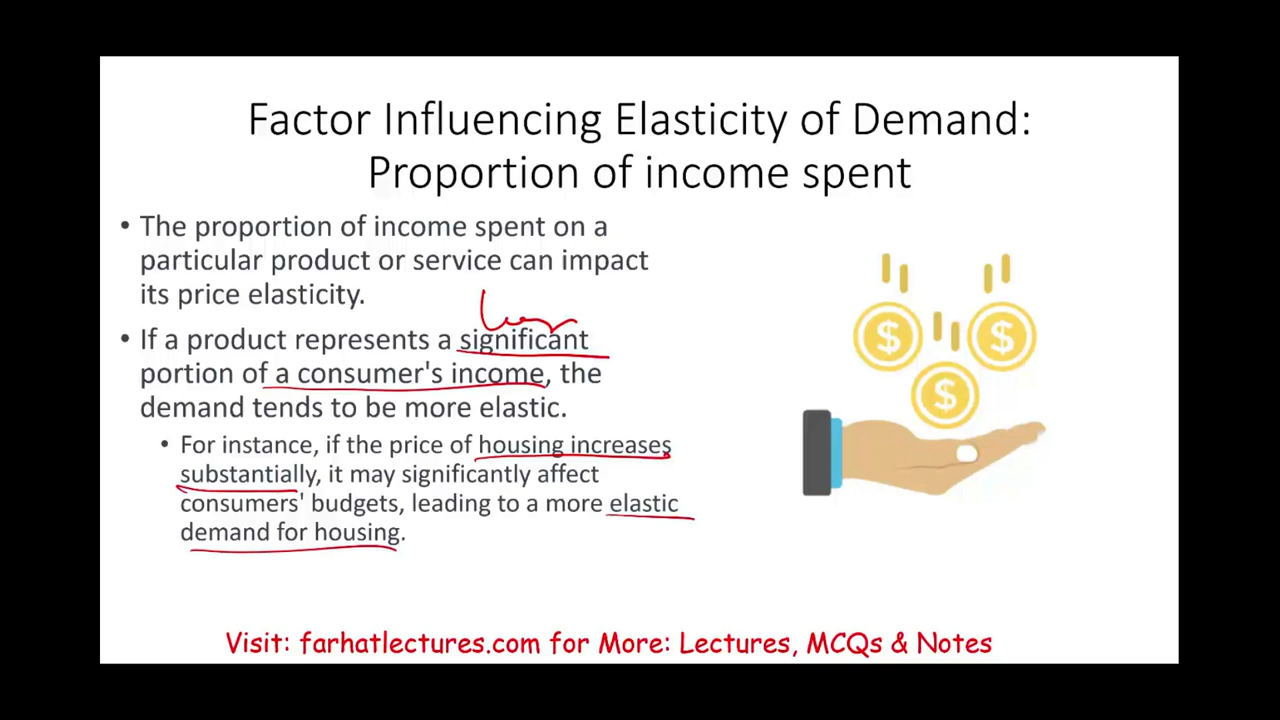 Factor Influencing Elasticity of Demand:
Proportion of income spent
• The proportion of income spent on a
particular product or service can impact
its price elasticity.
• If a product represents a significant
portion of a consumer's income, the
demand tends to be more elastic.
• For instance, if the price of housing increases
substantially, it may significantly affect
consumers' budgets, leading to a more elastic
demand for housing.
$
$
$
Visit: farhatlectures.com for More: Lectures, MCQs & Notes